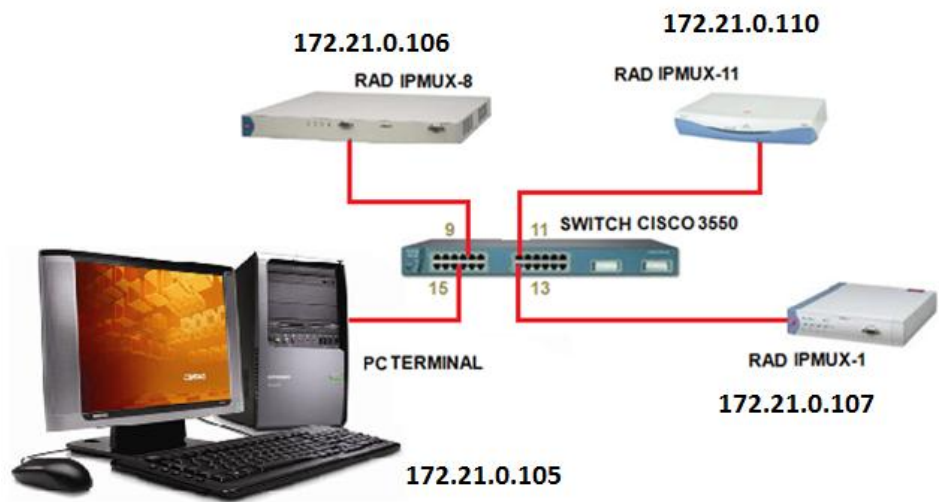 172.21.0.106
172.21.0.110
RAD IPMUX-8
RAD IPMUX-11
9
11
SWITCH CISCO 3550
15
13
PC TERMINAL
RAD IPMUX-1
172.21.0.107
172.21.0.105